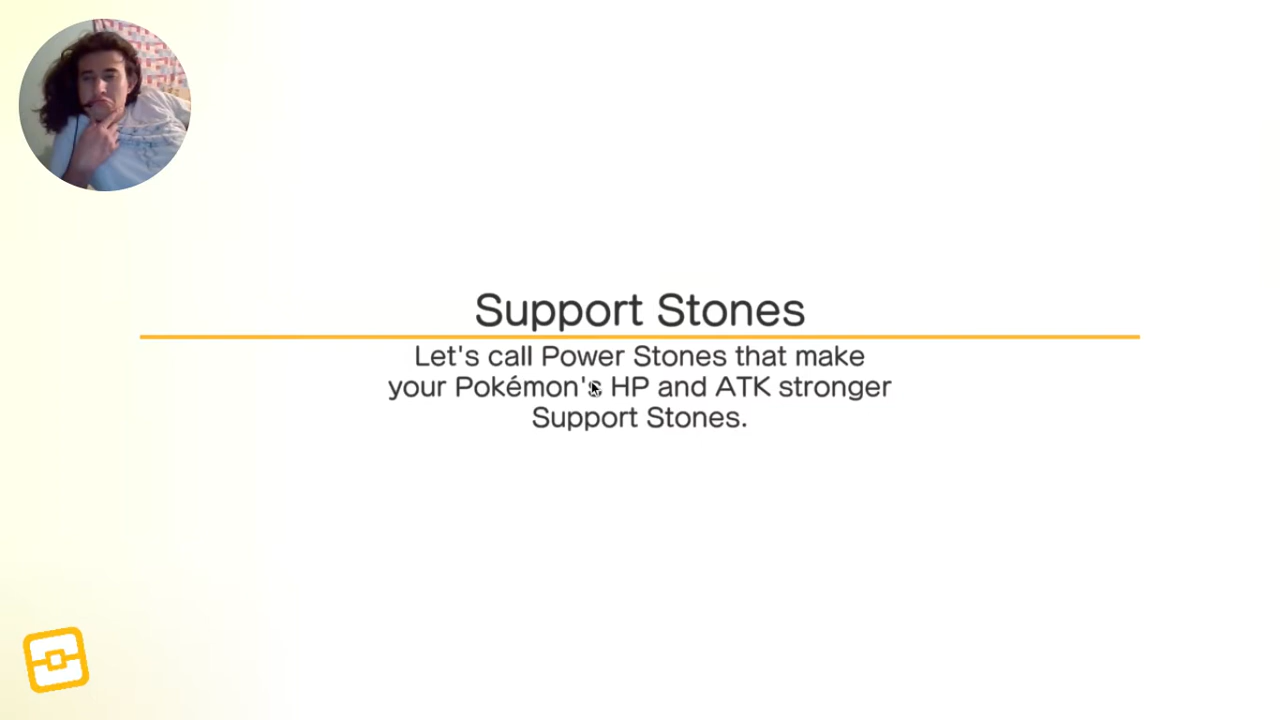 Support Stones
Let's call Power Stones that make
your Pokémon's HP and ATK stronger
Support Stones.